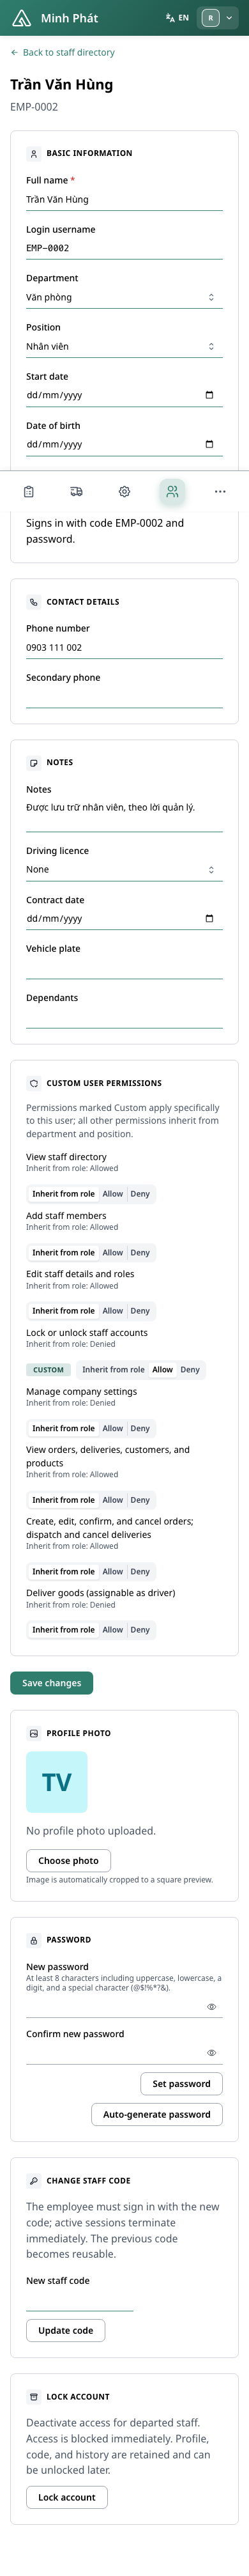 Minh Phát
EN
R
Back to staff directory
Trần Văn Hùng
EMP-0002
BASIC INFORMATION
Full name *
Trần Văn Hùng
Login username
EMP-0002
Department
Văn phòng
Position
Nhân viên
Start date
dd/mm/yyyy
Date of birth
dd/mm/yyyy
Signs in with code EMP-0002 and
password.
CONTACT DETAILS
Phone number
0903 111 002
Secondary phone
NOTES
Notes
Được lưu trữ nhân viên, theo lời quản lý.
Driving licence
None
Contract date
dd/mm/yyyy
Vehicle plate
Dependants
CUSTOM USER PERMISSIONS
Permissions marked Custom apply specifically
to this user; all other permissions inherit from
department and position.
View staff directory
Inherit from role: Allowed
Inherit from role Allow Deny
Add staff members
Inherit from role: Allowed
Inherit from role Allow Deny
Edit staff details and roles
Inherit from role: Allowed
Inherit from role Allow Deny
Lock or unlock staff accounts
Inherit from role: Denied
CUSTOM Inherit from role Allow Deny
Manage company settings
Inherit from role: Denied
Inherit from role Allow Deny
View orders, deliveries, customers, and
products
Inherit from role: Allowed
Inherit from role Allow Deny
Create, edit, confirm, and cancel orders;
dispatch and cancel deliveries
Inherit from role: Allowed
Inherit from role Allow Deny
Deliver goods (assignable as driver)
Inherit from role: Denied
Inherit from role Allow Deny
Save changes
PROFILE PHOTO
TV
No profile photo uploaded.
Choose photo
Image is automatically cropped to a square preview.
PASSWORD
New password
At least 8 characters including uppercase, lowercase, a
digit, and a special character (@$!%*?&).
Confirm new password
Set password
Auto-generate password
CHANGE STAFF CODE
The employee must sign in with the new
code; active sessions terminate
immediately. The previous code
becomes reusable.
New staff code
Update code
LOCK ACCOUNT
Deactivate access for departed staff.
Access is blocked immediately. Profile,
code, and history are retained and can
be unlocked later.
Lock account